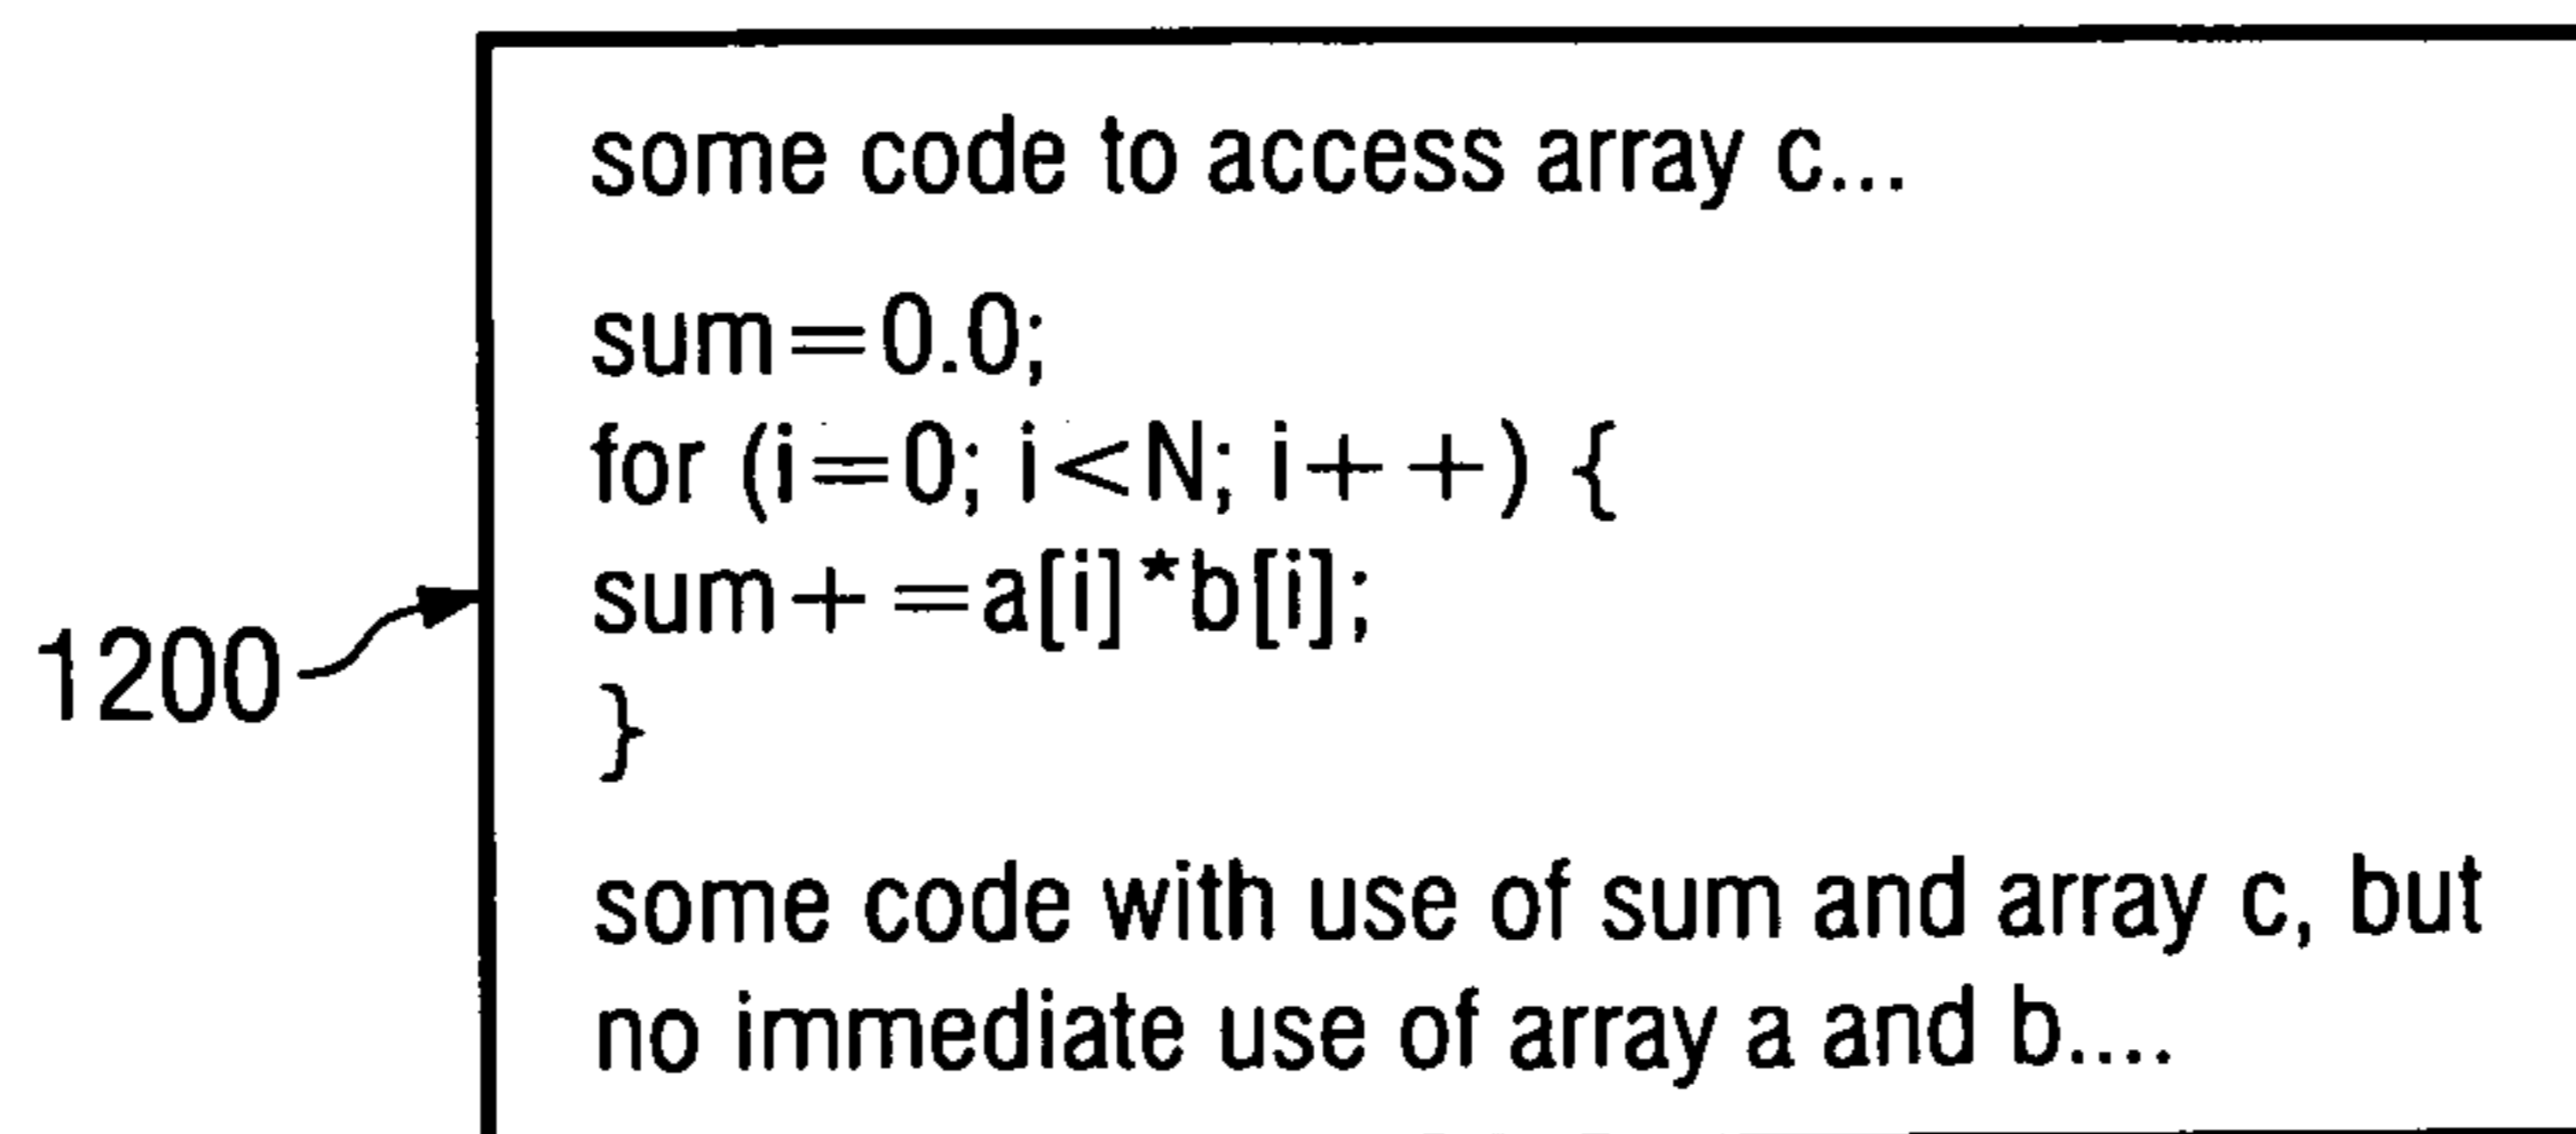 some code to access array c...
sum=0.0;
for (i=0; i<N; i++) {
sum+=a[i]*b[i];
}
1200
some code with use of sum and array c, but
no immediate use of array a and b....